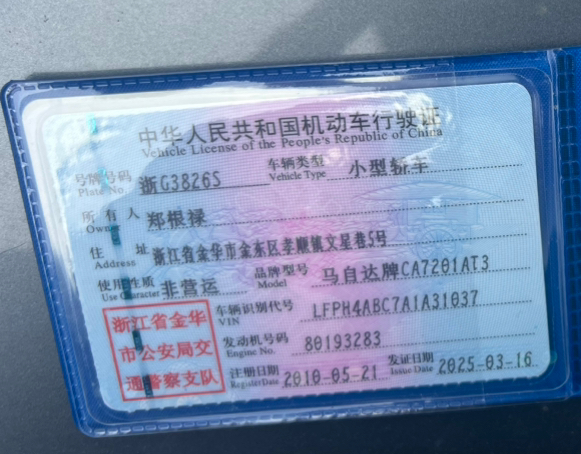 中华人民共和国机动车行驶证
Vehicle License of the People's Republic of China
号牌号码 Plate No. 浙G3826S 车辆类型 Vehicle Type 小型轿车
所有人 Owner 郑根禄
住址 Address 浙江省金华市金东区孝顺镇文星巷5号
使用性质 Use Character 非营运 品牌型号 Model 马自达牌CA7201AT3
浙江省金华 车辆识别代号 VIN LFPH4ABC7A1A31037
市公安局交 发动机号码 Engine No. 80193283
通警察支队 注册日期 Register Date 2010-05-21 发证日期 Issue Date 2025-03-16